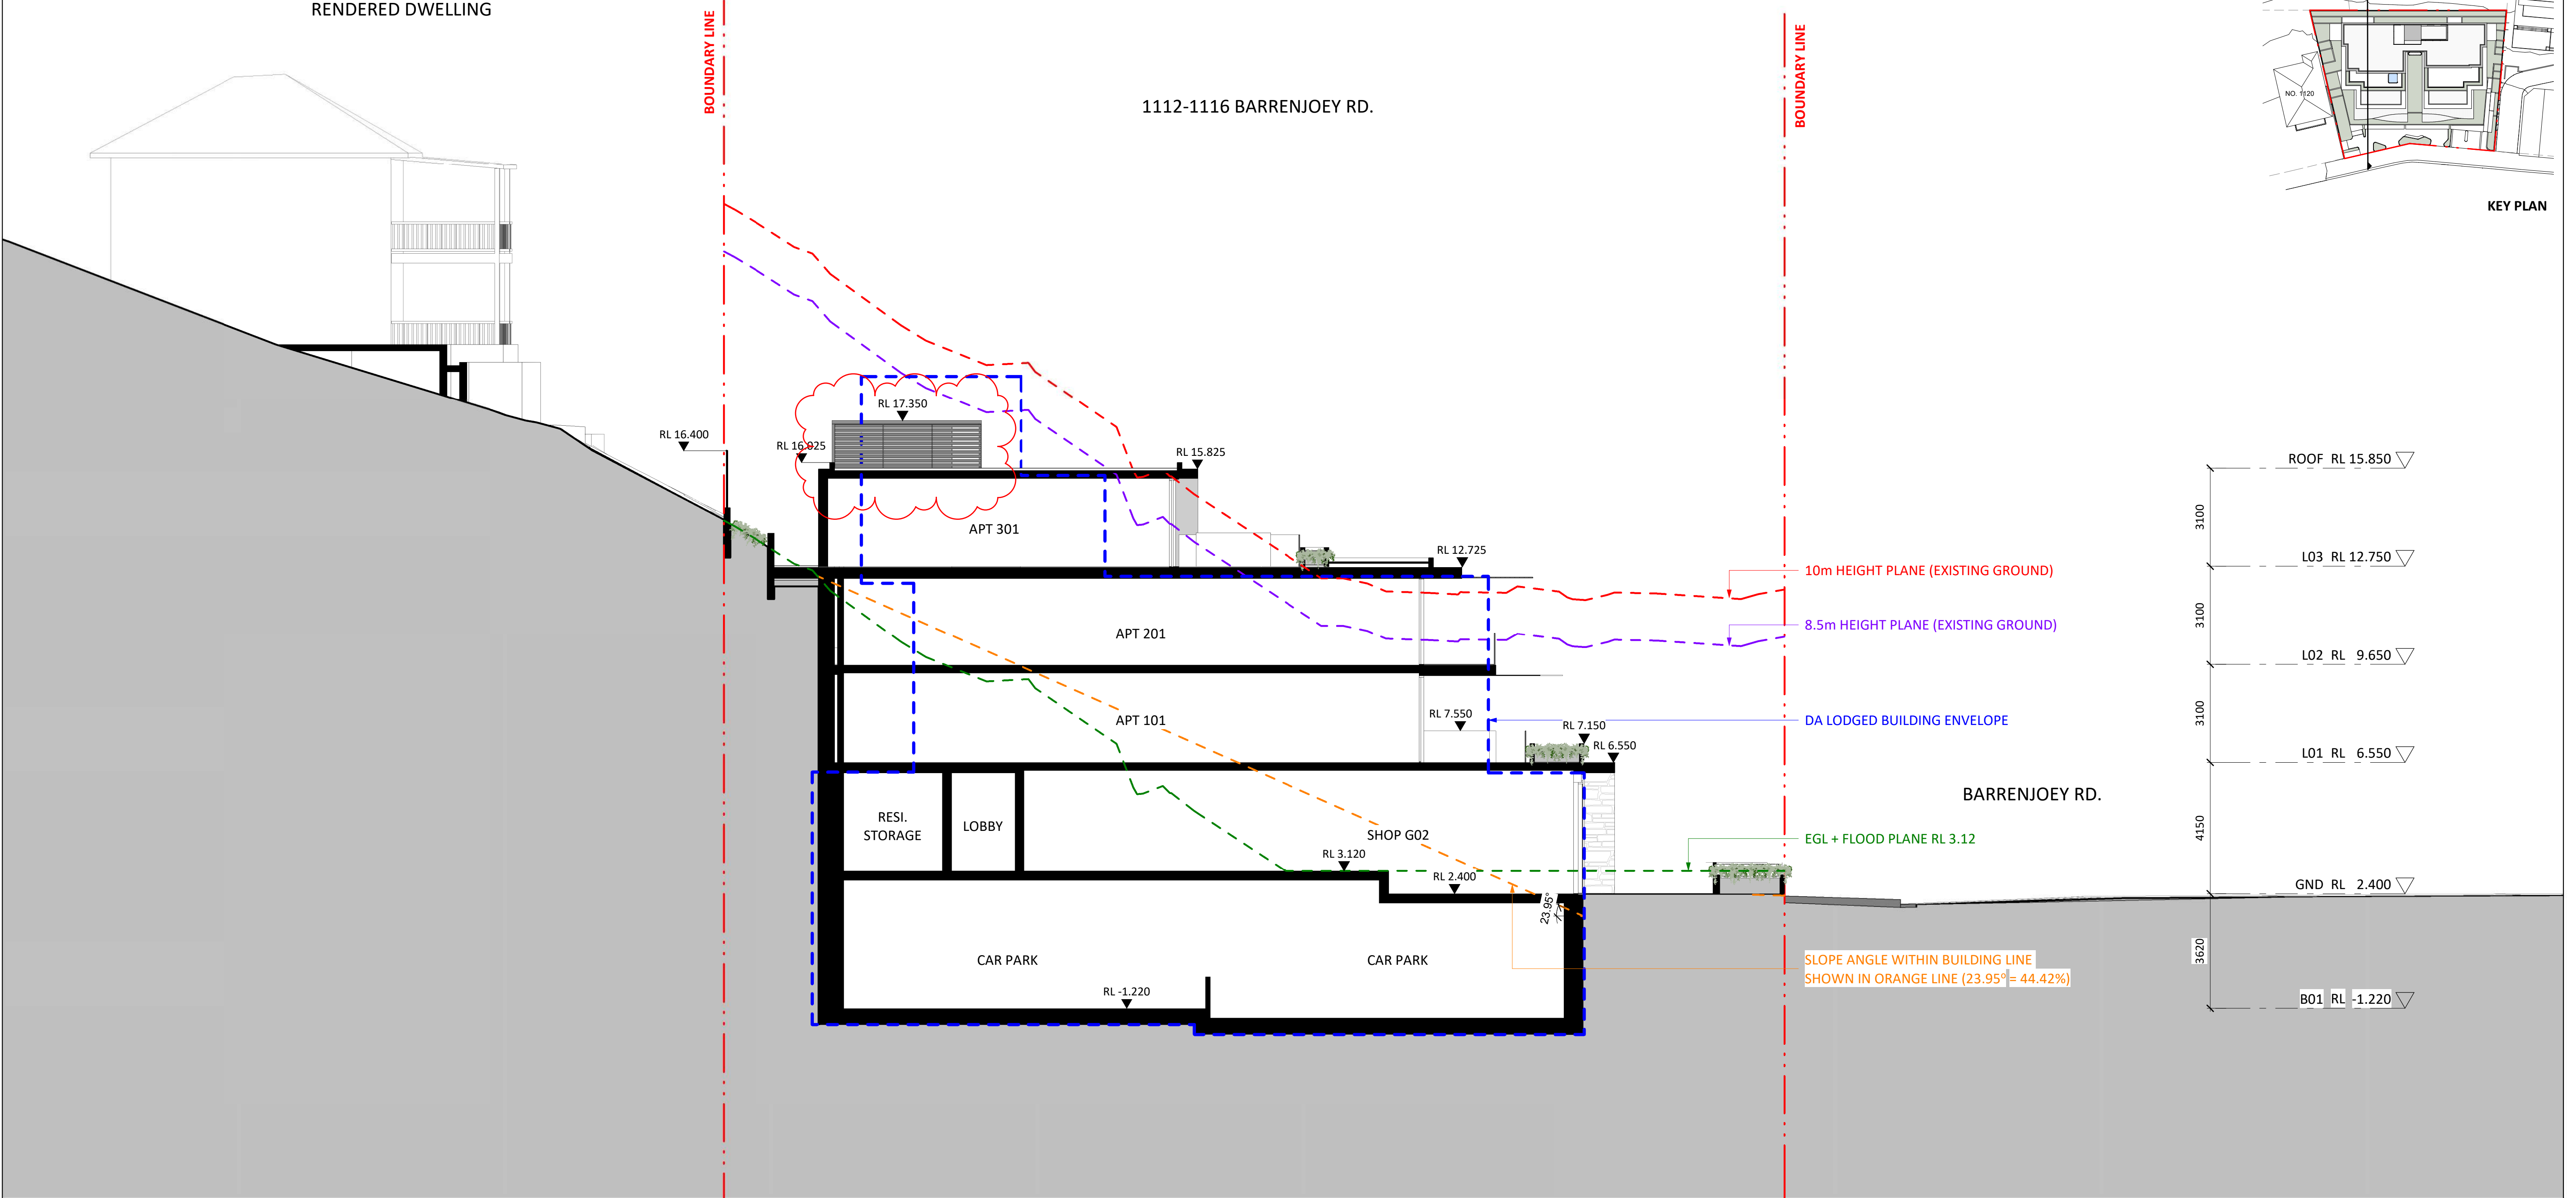 RENDERED DWELLING
BOUNDARY LINE
1112-1116 BARRENJOEY RD.
BOUNDARY LINE
NO. 1120
KEY PLAN
RL 17.350
RL 16.400
RL 16.025
RL 15.825
ROOF RL 15.850
3100
APT 301
RL 12.725
L03 RL 12.750
10m HEIGHT PLANE (EXISTING GROUND)
3100
8.5m HEIGHT PLANE (EXISTING GROUND)
APT 201
L02 RL 9.650
3100
APT 101
RL 7.550
RL 7.150
DA LODGED BUILDING ENVELOPE
RL 6.550
L01 RL 6.550
BARRENJOEY RD.
4150
RESI.
STORAGE
LOBBY
SHOP G02
EGL + FLOOD PLANE RL 3.12
RL 3.120
RL 2.400
GND RL 2.400
23.95°
3620
CAR PARK
CAR PARK
SLOPE ANGLE WITHIN BUILDING LINE
SHOWN IN ORANGE LINE (23.95° = 44.42%)
RL -1.220
B01 RL -1.220